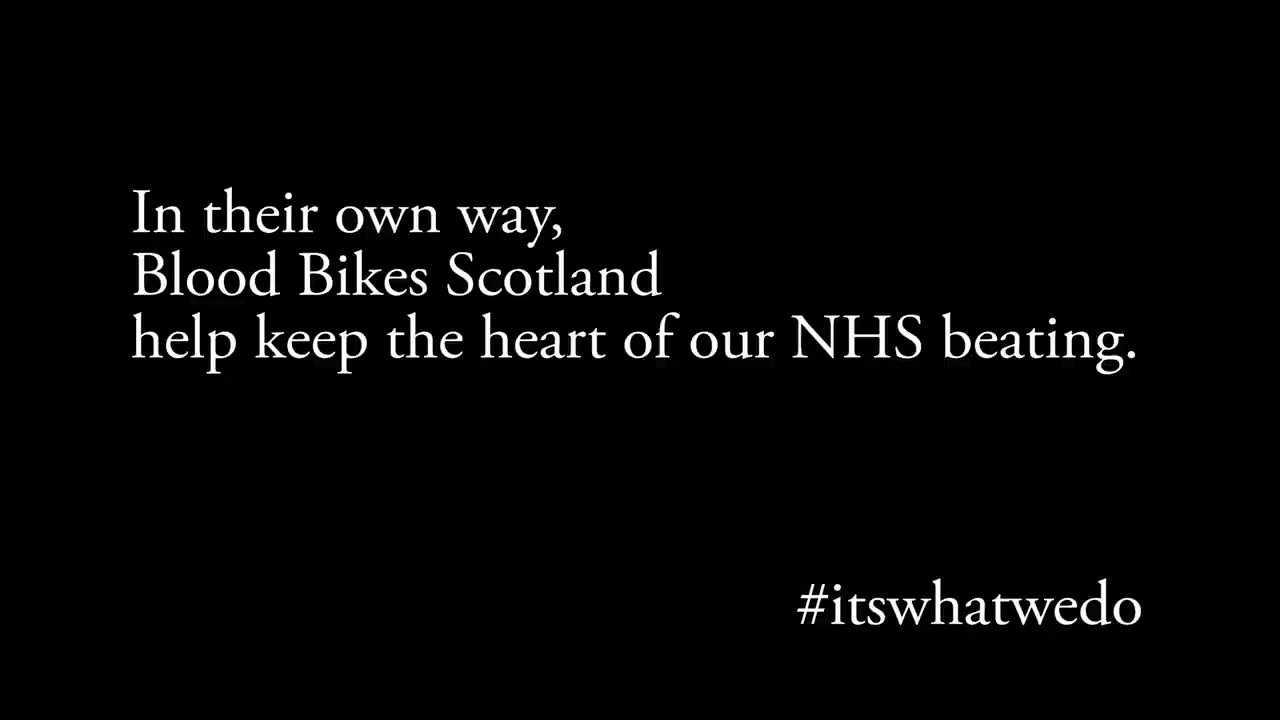 In their own way,
Blood Bikes Scotland
help keep the heart of our NHS beating.
#itswhatwedo